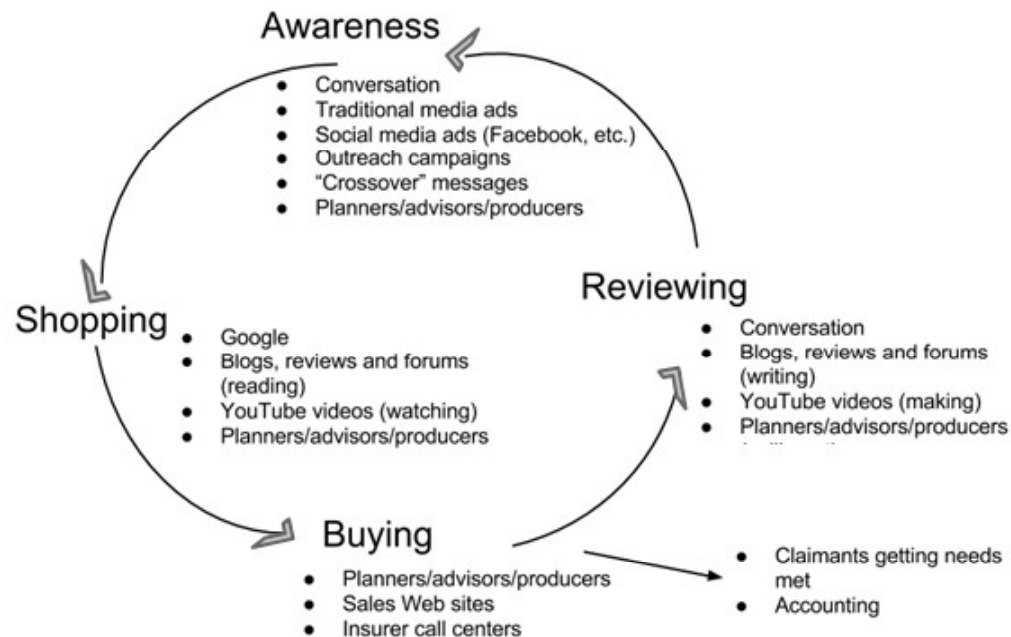 Awareness
● Conversation
● Traditional media ads
● Social media ads (Facebook, etc.)
● Outreach campaigns
● “Crossover” messages
● Planners/advisors/producers
Shopping
● Google
● Blogs, reviews and forums
(reading)
● YouTube videos (watching)
● Planners/advisors/producers
Buying
● Planners/advisors/producers
● Sales Web sites
● Insurer call centers
Reviewing
● Conversation
● Blogs, reviews and forums
(writing)
● YouTube videos (making)
● Planners/advisors/producers
● Claimants getting needs
met
● Accounting